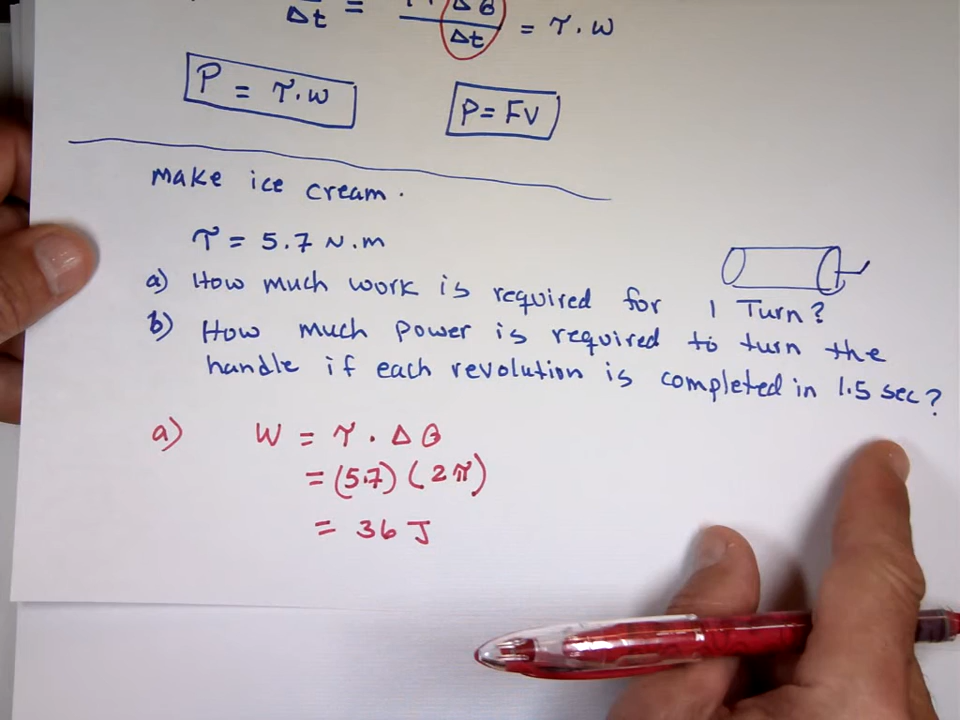 Δt = Δθ / Δt = τ · w
P = τ·w
P = FV
make ice cream.
τ = 5.7 N.m
a) How much work is required for 1 Turn?
b) How much power is required to turn the
handle if each revolution is completed in 1.5 sec?
a) W = τ · Δθ
= (5.7) (2π)
= 36 J